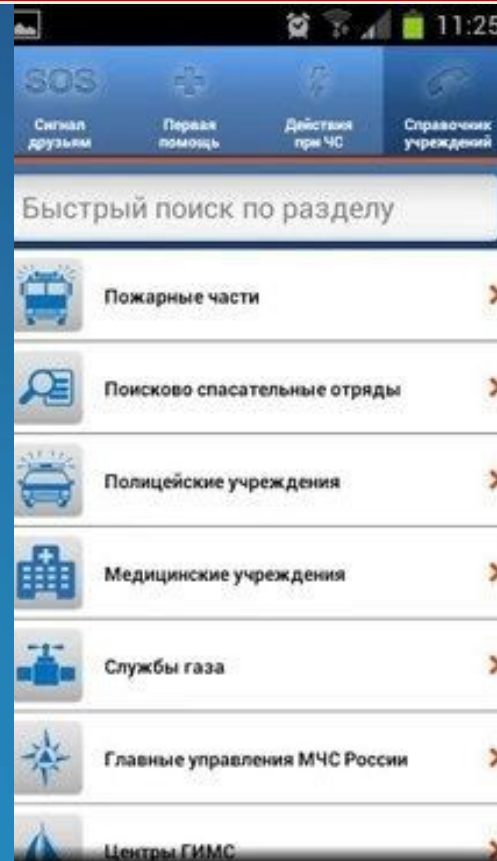 11:25
SOS
Сигнал друзьям
Первая помощь
Действия при ЧС
Справочник учреждений
Быстрый поиск по разделу
Пожарные части
Поисково спасательные отряды
Полицейские учреждения
Медицинские учреждения
Службы газа
Главные управления МЧС России
Центры ГИМС